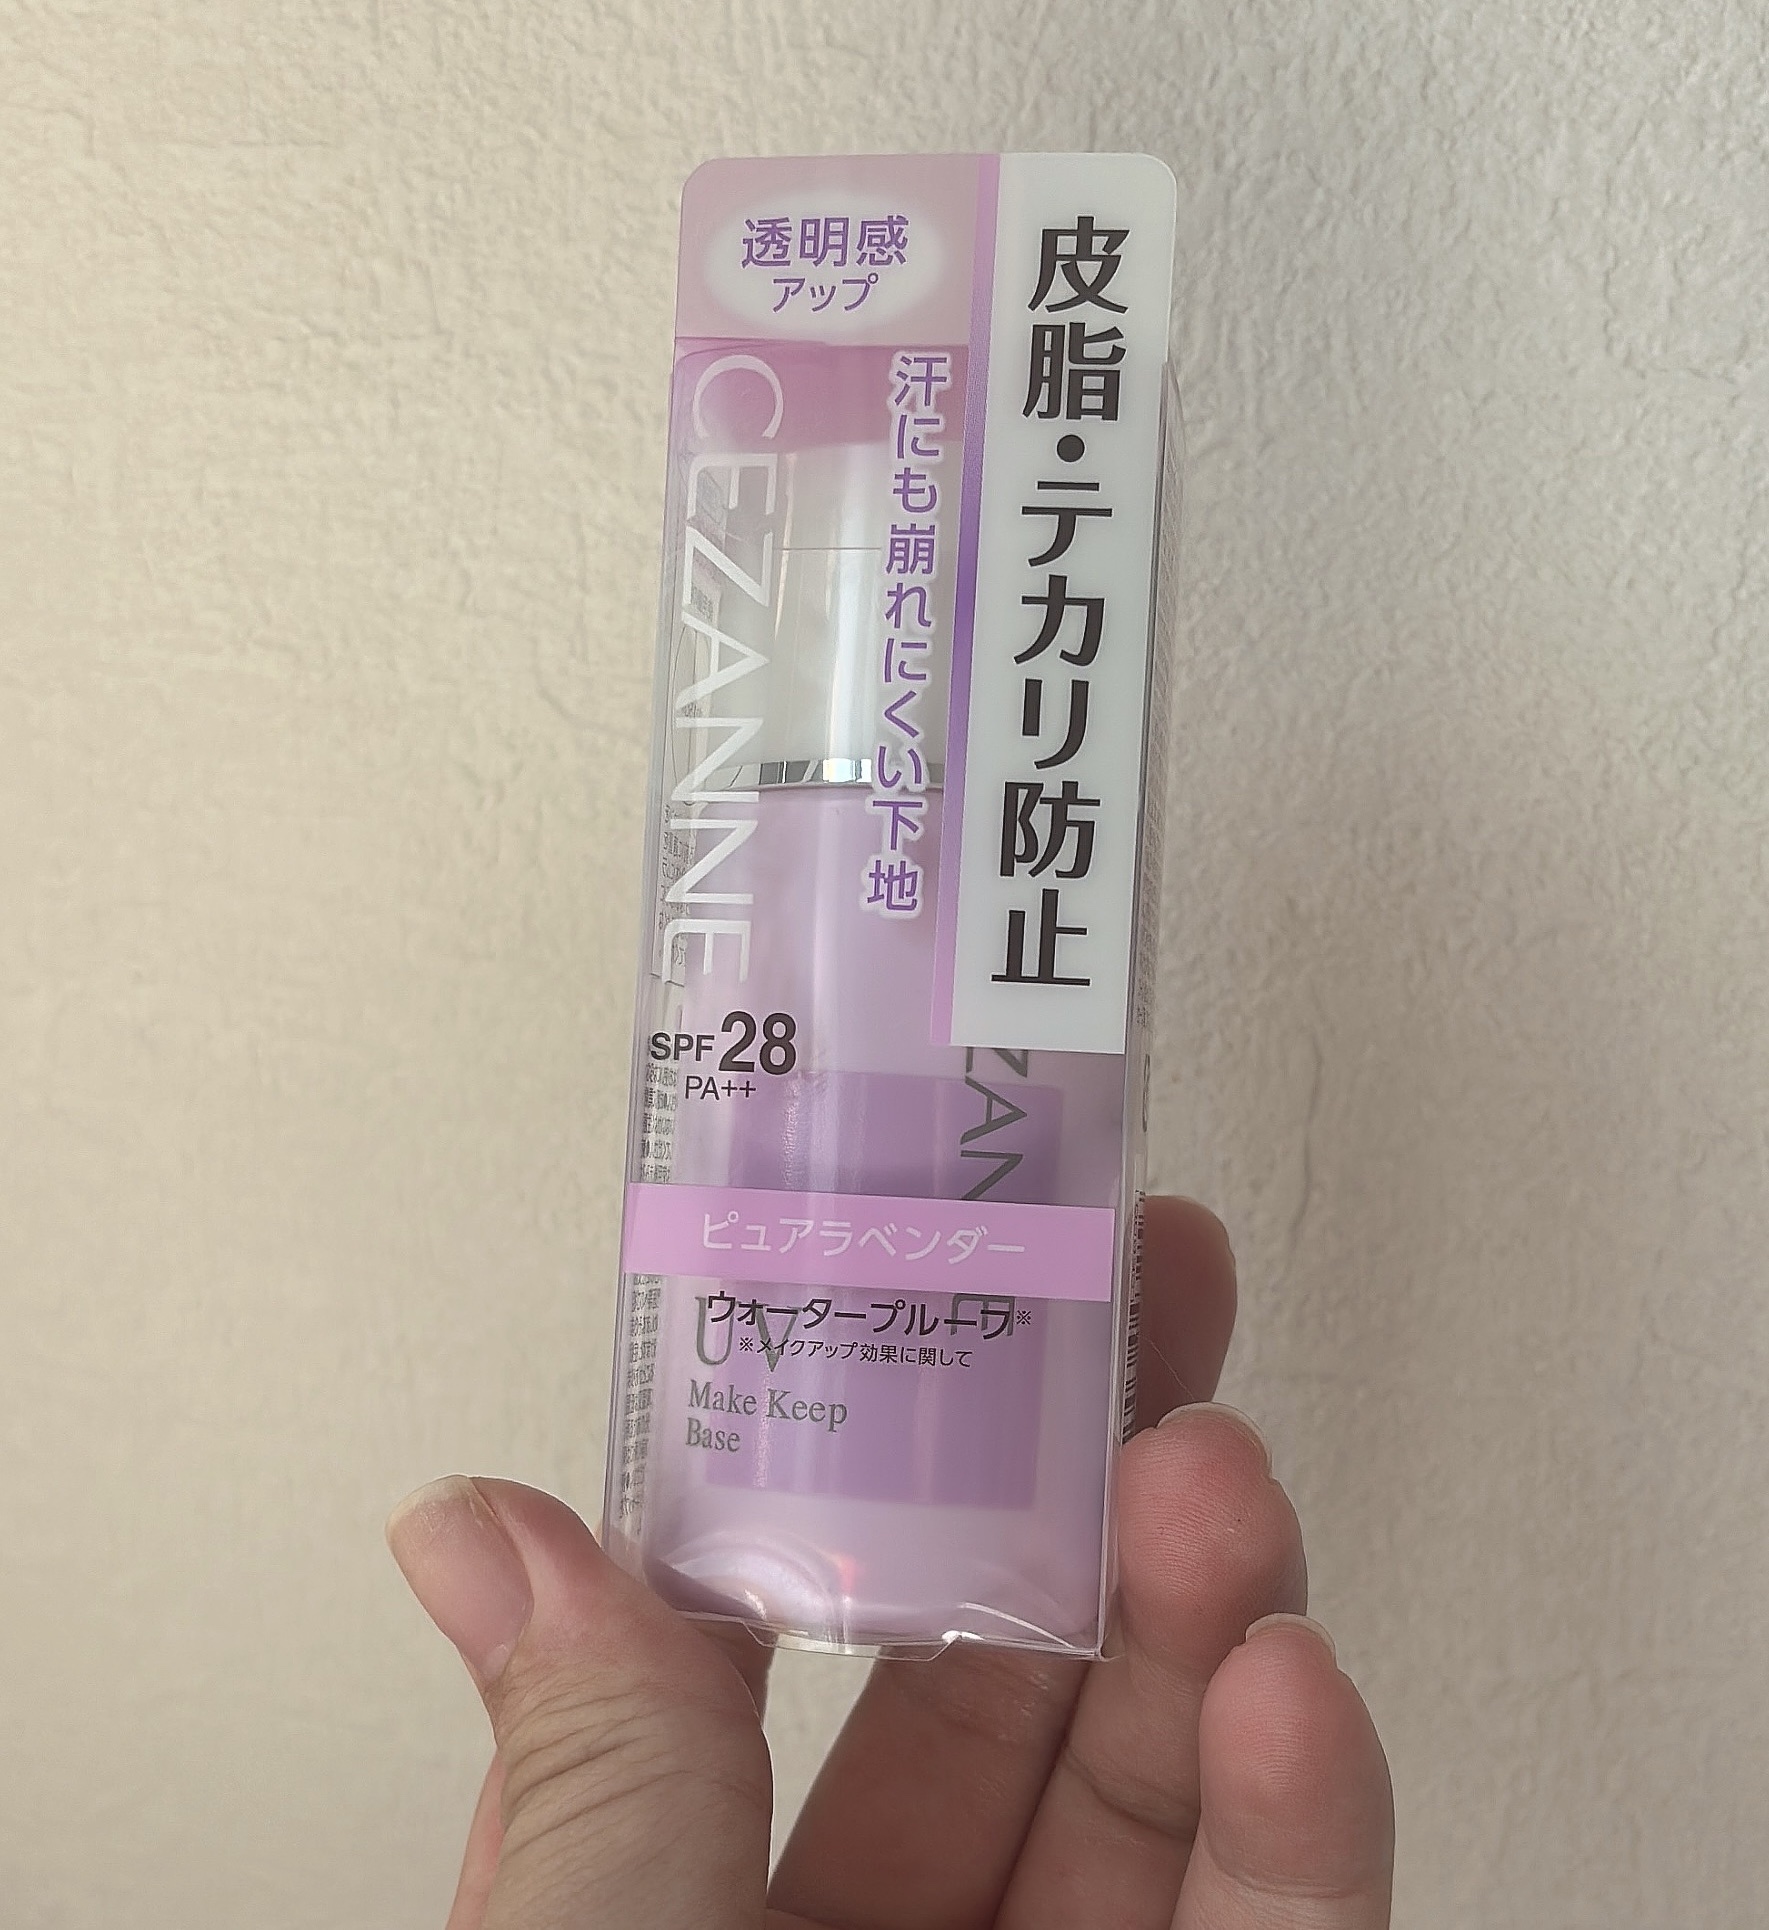 透明感
アップ
皮脂・テカリ防止
汗にも崩れにくい下地
CEZANNE
SPF28
PA++
ピュアラベンダー
ウォータープルーフ※
※メイクアップ効果に関して
UV
Make Keep
Base